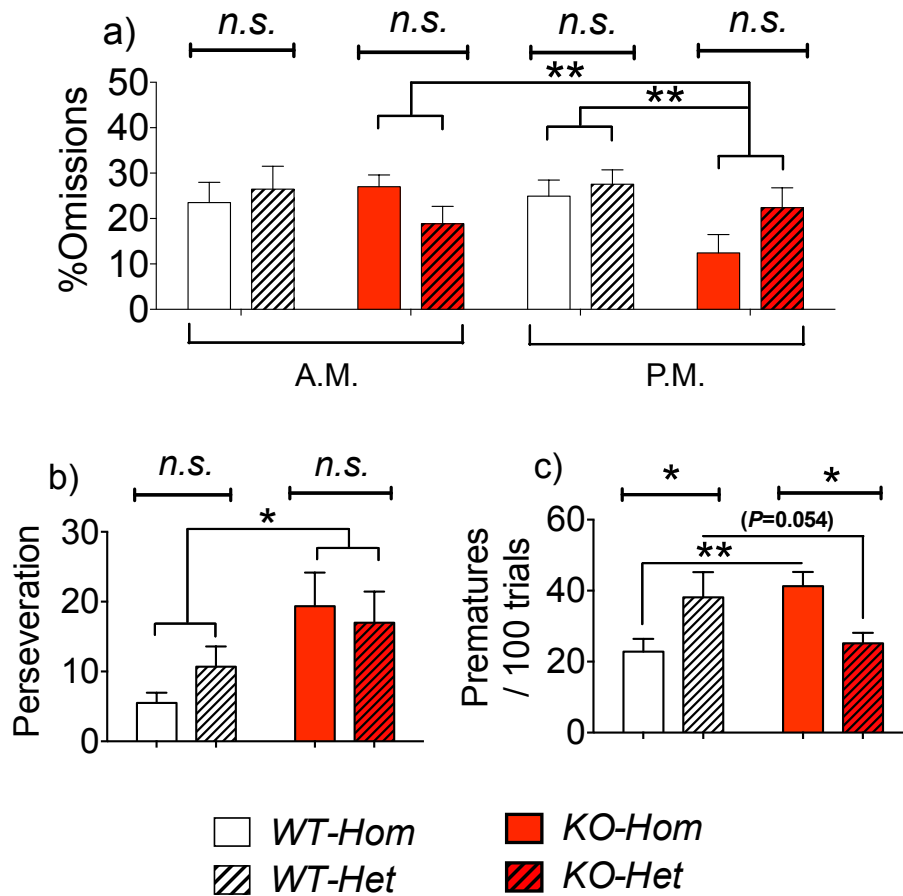 a) n.s. n.s. n.s. n.s.
**
**
%Omissions
50
40
30
20
10
0
A.M. P.M.
b) n.s. n.s.
*
Perseveration
30
20
10
0
c) * *
(P=0.054)
**
Prematures
/ 100 trials
60
40
20
0
WT-Hom KO-Hom
WT-Het KO-Het